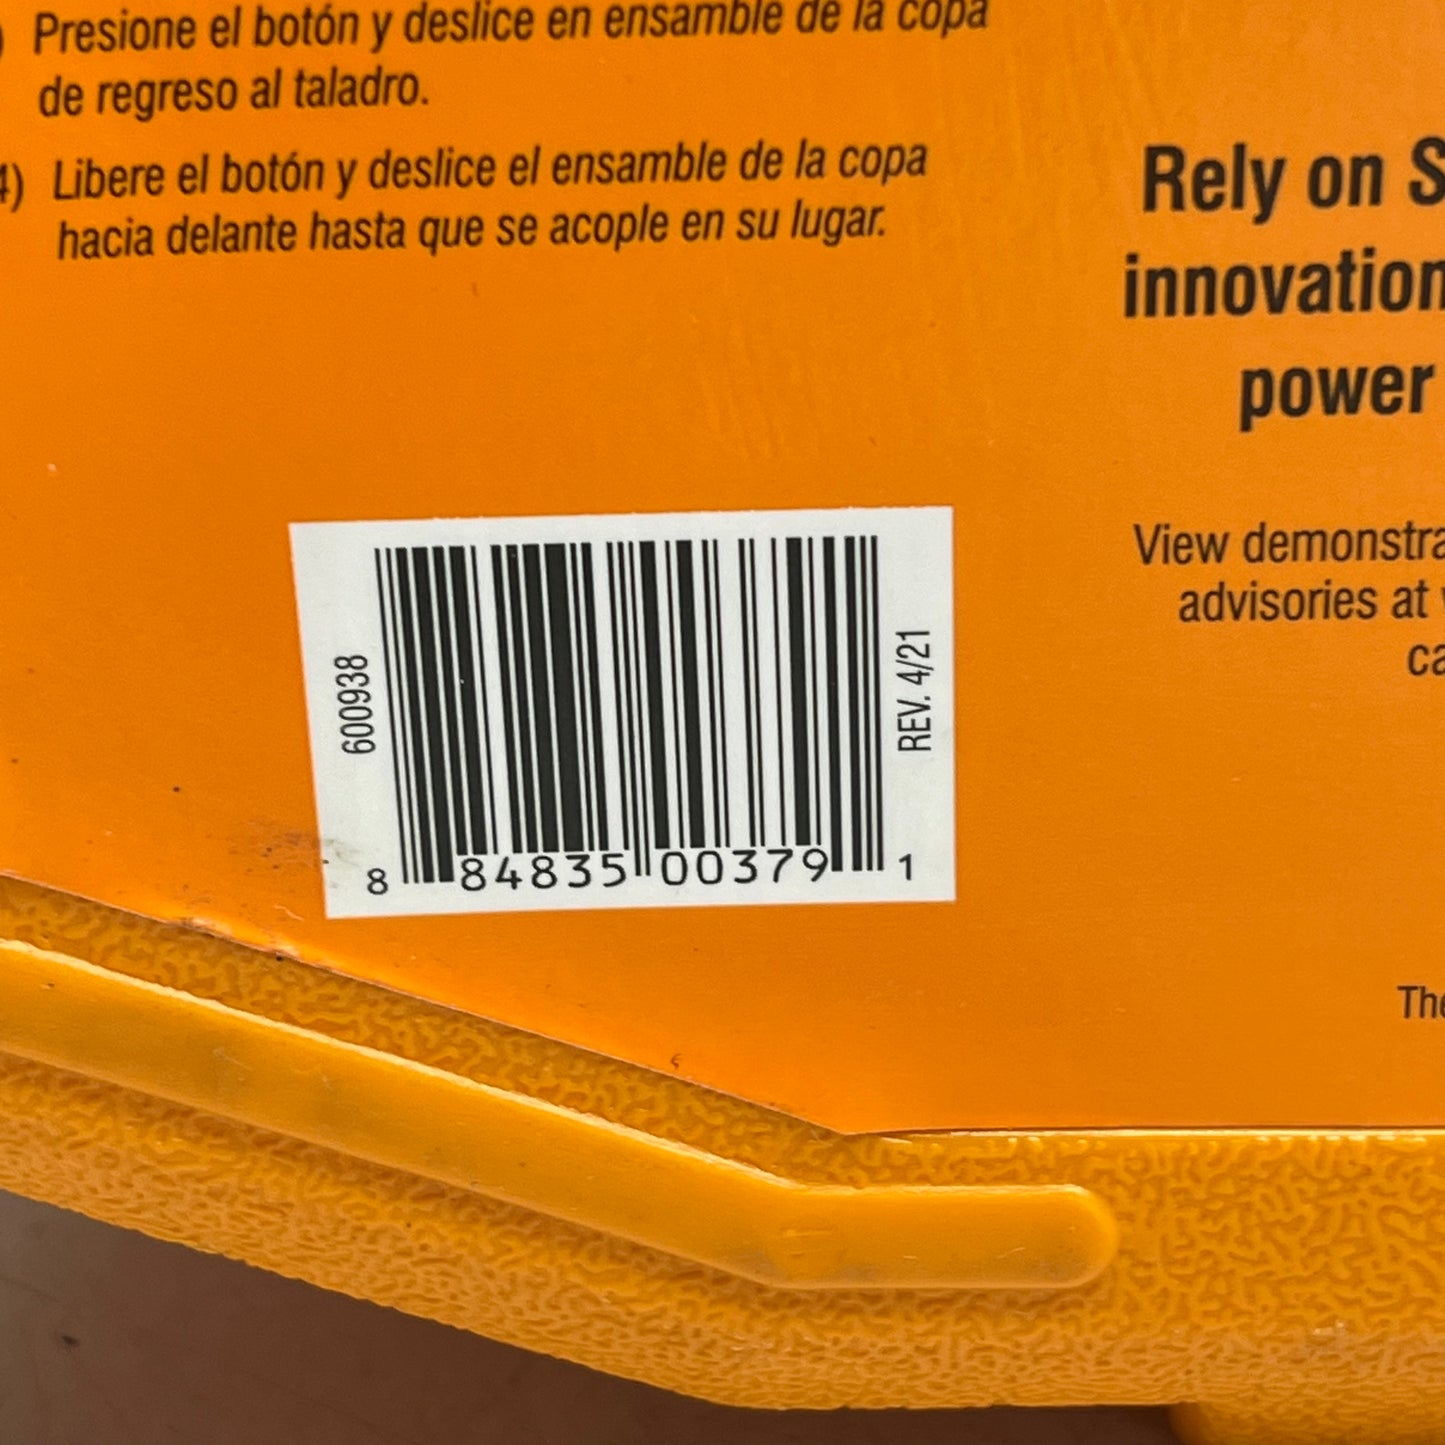 ) Presione el botón y deslice en ensamble de la copa
de regreso al taladro.
4) Libere el botón y deslice el ensamble de la copa
hacia delante hasta que se acople en su lugar.
Rely on S
innovation
power
View demonstra
advisories at
ca
600938
REV. 4/21
8 84835 00379 1
The